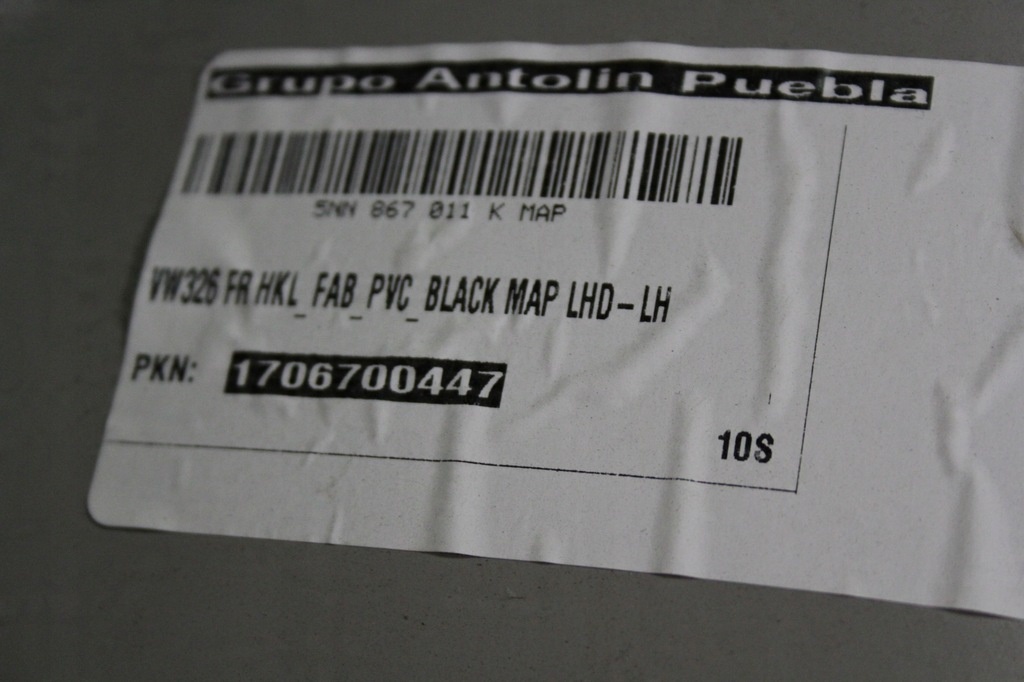 Grupo Antolin Puebla
5NN 867 011 K MAP
VW326 FR.HKL_FAB_PVC_BLACK MAP LHD-LH
PKN: 1706700447
10S